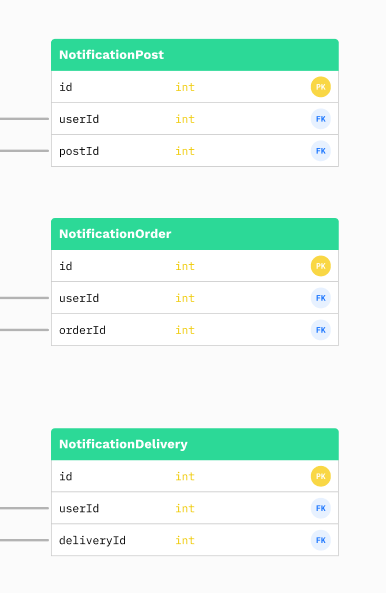 NotificationPost
id int PK
userId int FK
postId int FK
NotificationOrder
id int PK
userId int FK
orderId int FK
NotificationDelivery
id int PK
userId int FK
deliveryId int FK